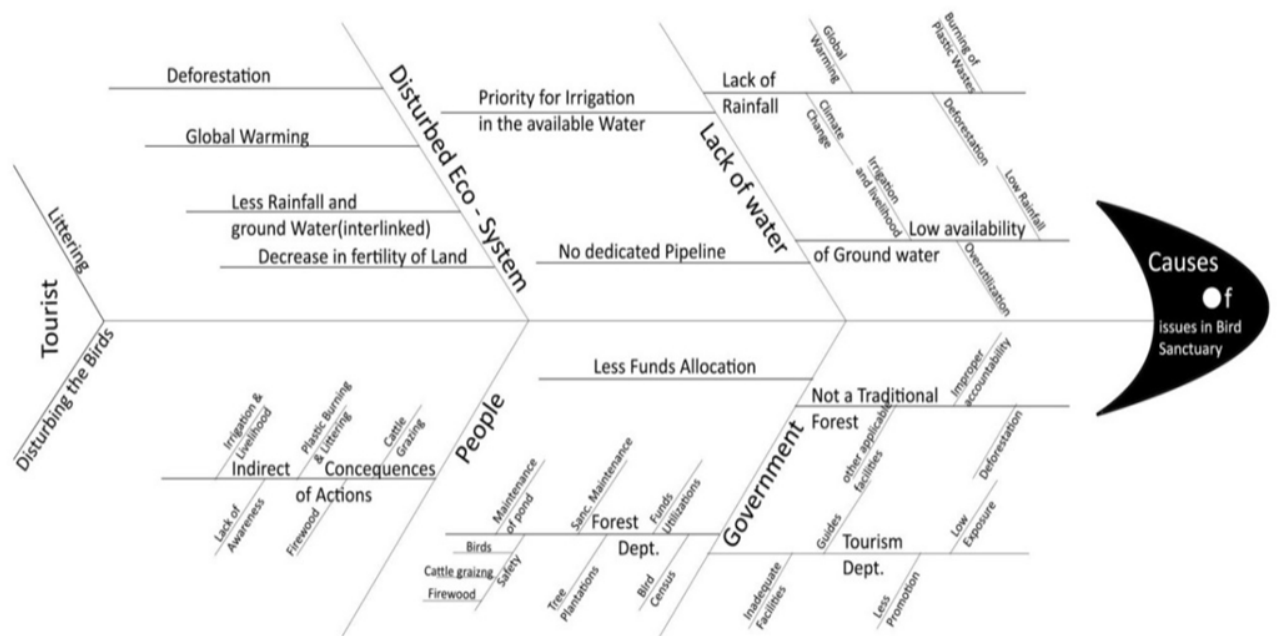 Deforestation
Global Warming
Less Rainfall and
ground Water(interlinked)
Decrease in fertility of Land
Disturbed Eco - System
Priority for Irrigation
in the available Water
No dedicated Pipeline
Lack of water
Lack of
Rainfall
Global
Warming
Burning of
Plastic Wastes
Climate
Change
Deforestation
Irrigation
and livelihood
Low Rainfall
Low availability
of Ground water
Overutilization
Littering
Tourist
Disturbing the Birds
Causes
Of
issues in Bird
Sanctuary
Irrigation &
Livelihood
Plastic Burning
& Littering
Cattle
Grazing
Indirect Concequences
of Actions
Lack of
Awareness
Firewood
People
Less Funds Allocation
Not a Traditional
Forest
Improper
accountability
other applicable
facilities
Deforestation
Government
Maintenance
of pond
Sanc. Maintenance
Funds
Utilizations
Forest
Dept.
Birds
Cattle graizng
Firewood
Safety
Tree
Plantations
Bird
Census
Guides
Tourism
Dept.
Low
Exposure
Inadequate
Facilities
Less
Promotion